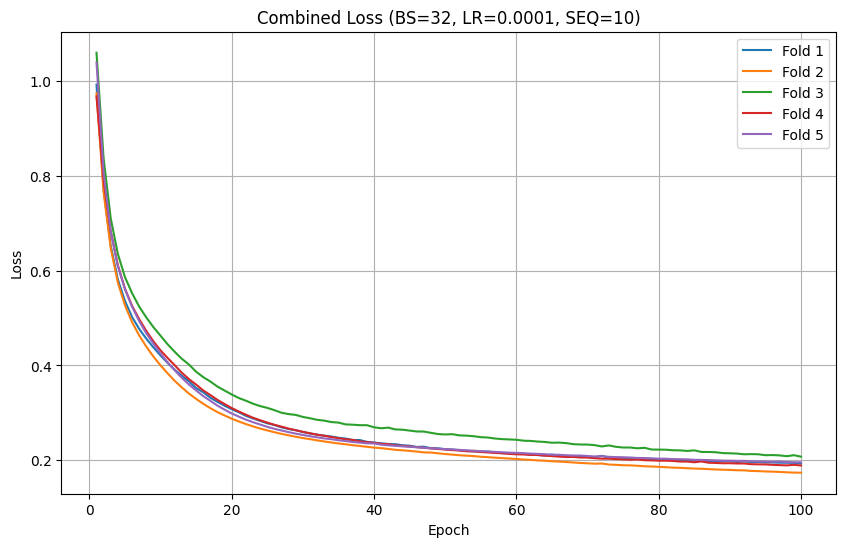 Combined Loss (BS=32, LR=0.0001, SEQ=10)
Fold 1
Fold 2
Fold 3
Fold 4
Fold 5
Loss
1.0
0.8
0.6
0.4
0.2
0 20 40 60 80 100
Epoch